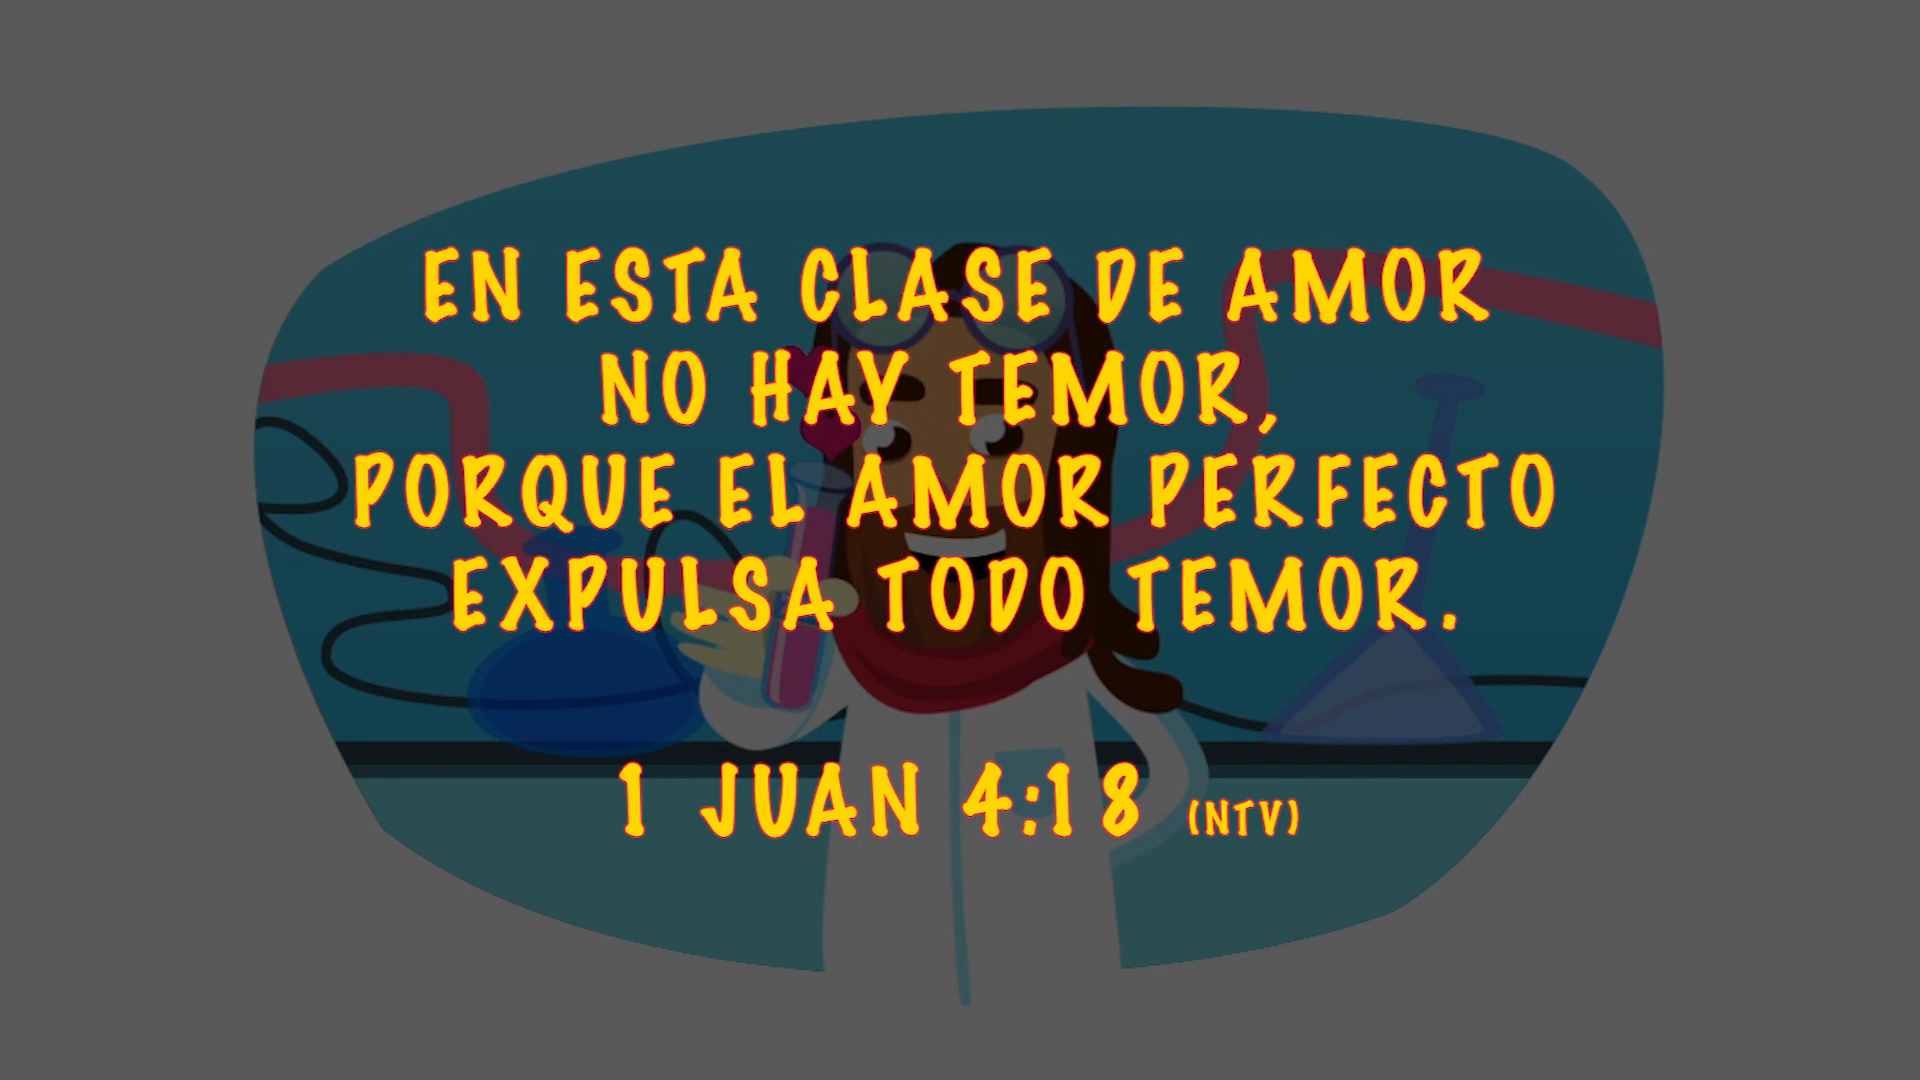 EN ESTA CLASE DE AMOR
NO HAY TEMOR,
PORQUE EL AMOR PERFECTO
EXPULSA TODO TEMOR.
1 JUAN 4:18 (NTV)